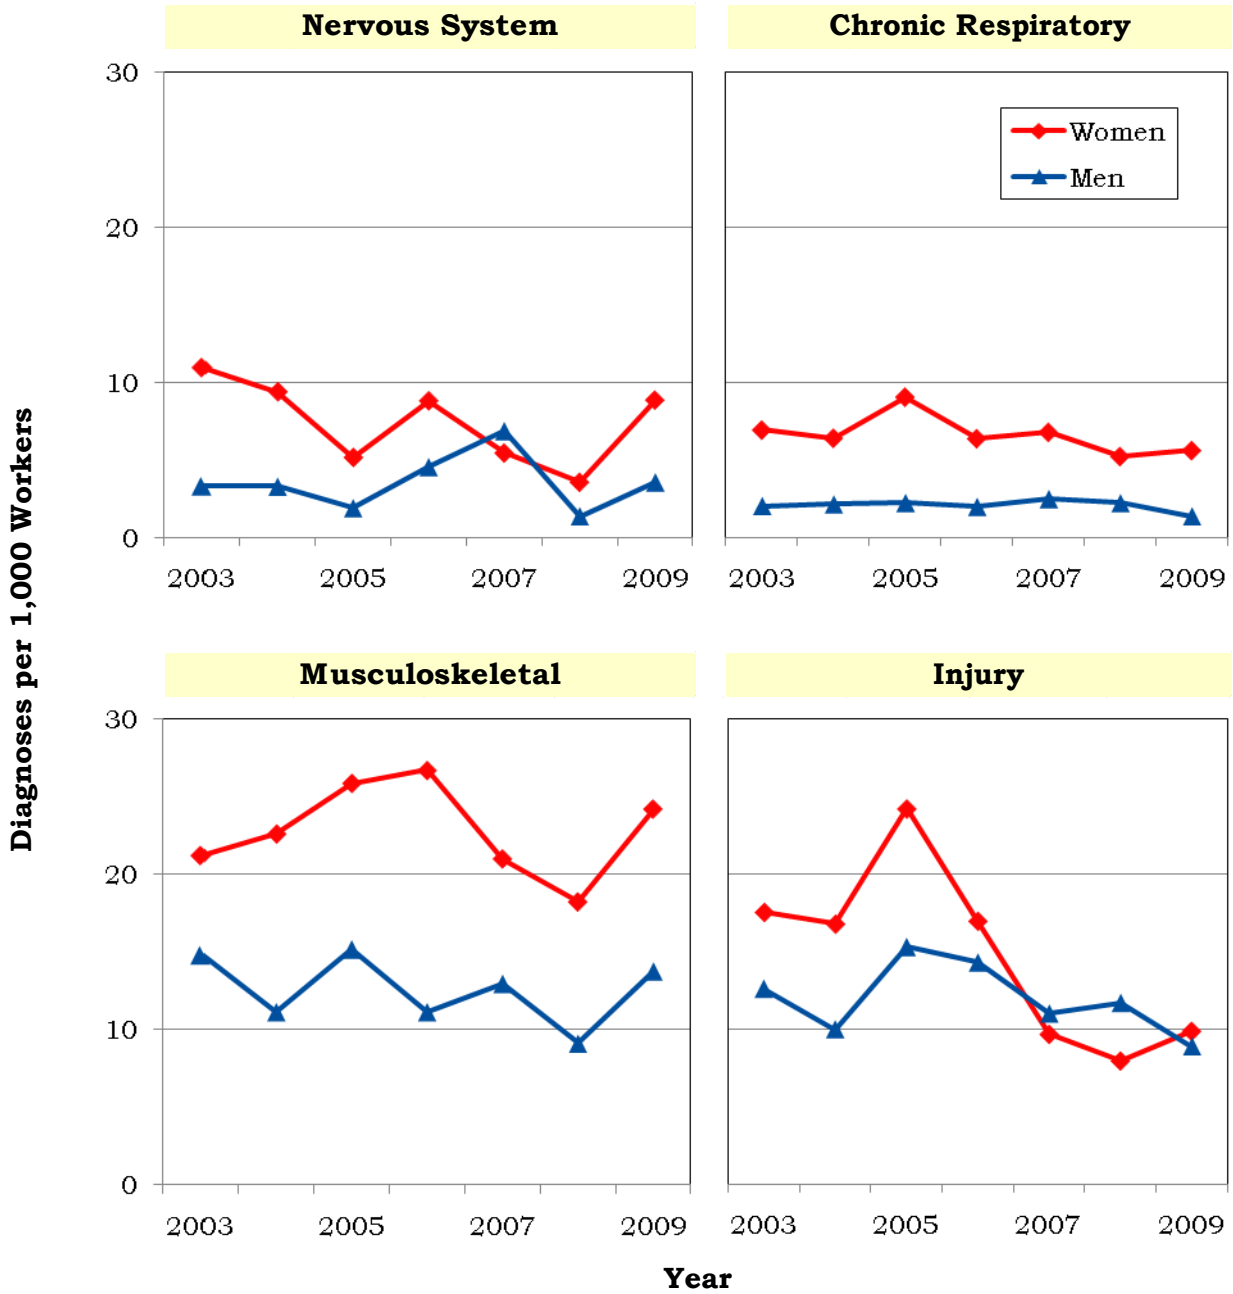 Nervous System
Chronic Respiratory
30
20
10
0
Women
Men
2003 2005 2007 2009
2003 2005 2007 2009
Diagnoses per 1,000 Workers
Musculoskeletal
Injury
30
20
10
0
2003 2005 2007 2009
2003 2005 2007 2009
Year